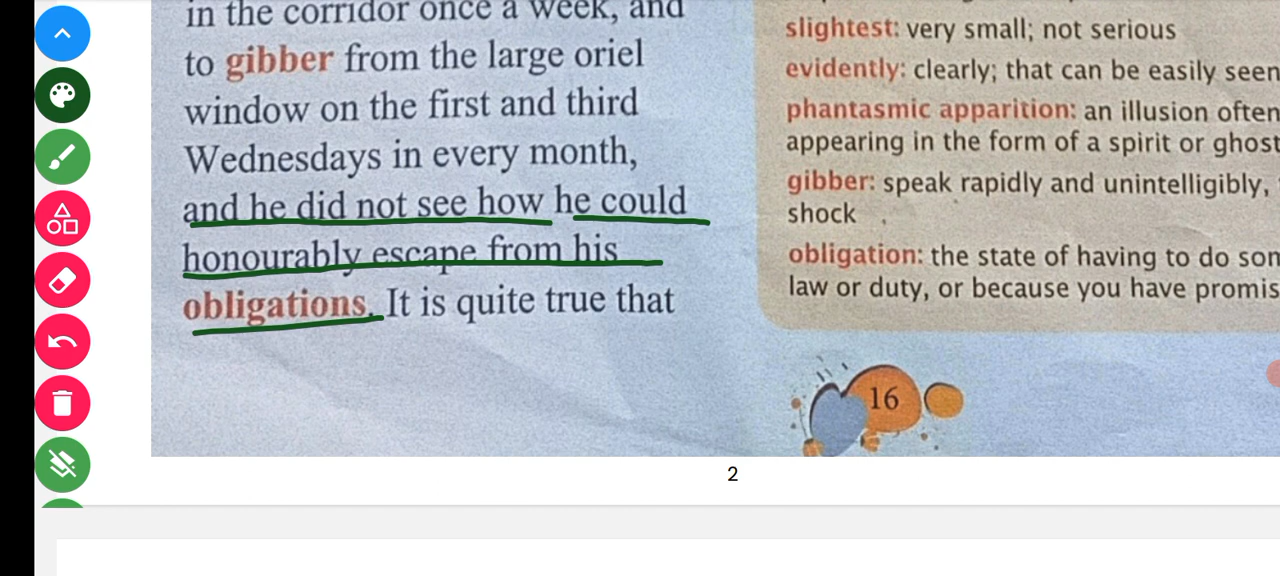 in the corridor once a week, and
to gibber from the large oriel
window on the first and third
Wednesdays in every month,
and he did not see how he could
honourably escape from his
obligations. It is quite true that
slightest: very small; not serious
evidently: clearly; that can be easily seen
phantasmic apparition: an illusion often
appearing in the form of a spirit or ghost
gibber: speak rapidly and unintelligibly,
shock
obligation: the state of having to do
law or duty, or because you have
16
2